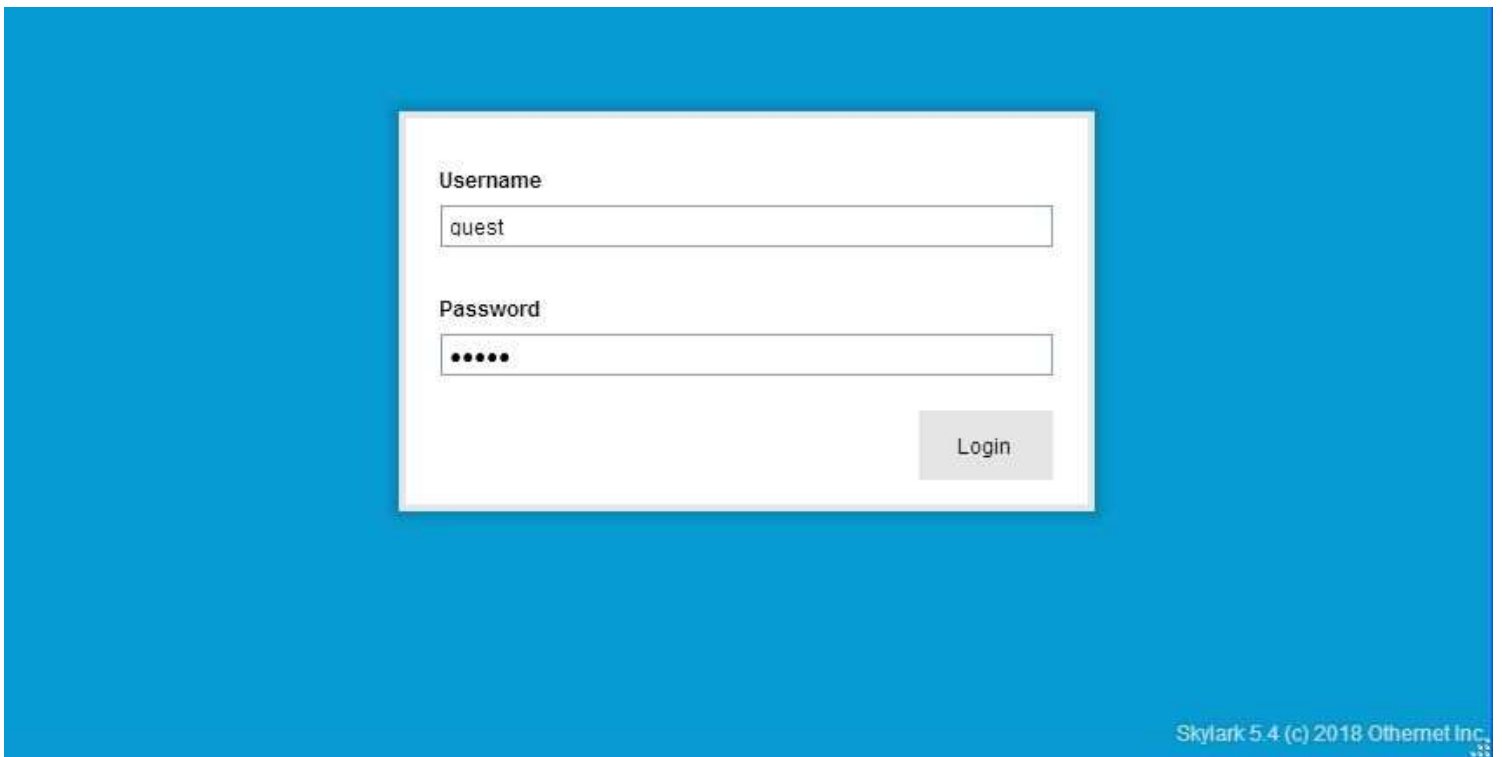 Username
guest
Password
•••••
Login
Skylark 5.4 (c) 2018 Othernet Inc.